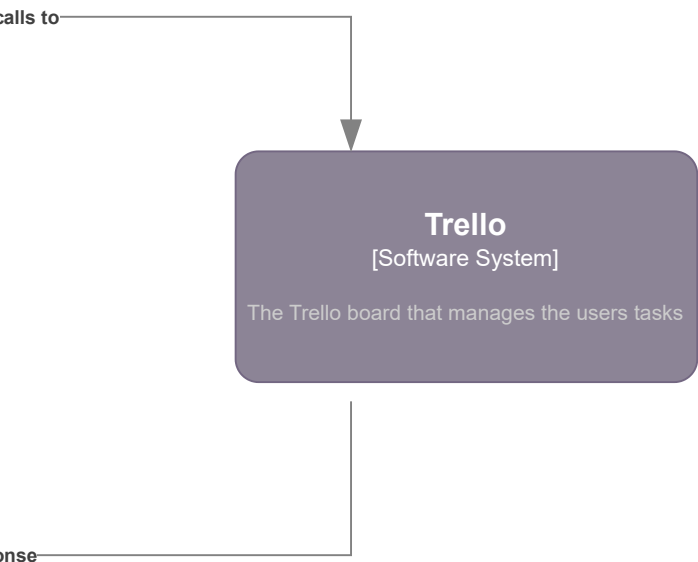 calls to
Trello
[Software System]
The Trello board that manages the users tasks
onse